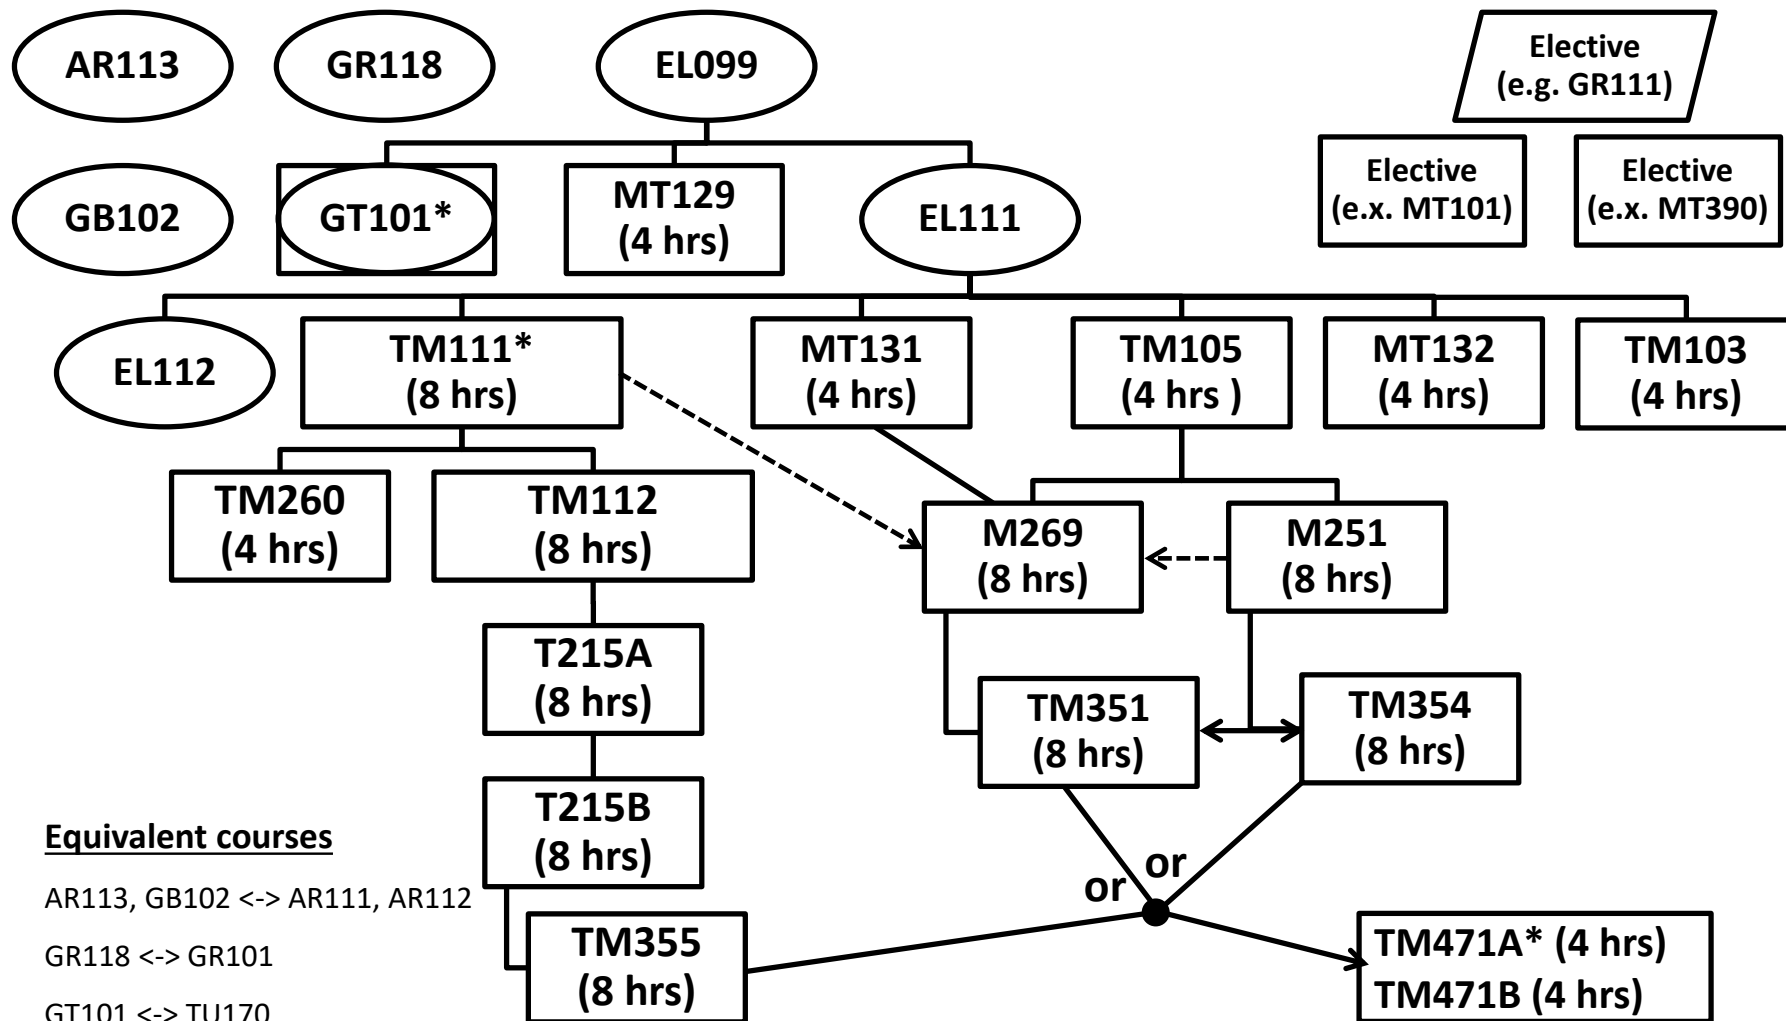 AR113
GR118
EL099
Elective
(e.g. GR111)
GB102
GT101*
MT129
(4 hrs)
EL111
Elective
(e.x. MT101)
Elective
(e.x. MT390)
EL112
TM111*
(8 hrs)
MT131
(4 hrs)
TM105
(4 hrs )
MT132
(4 hrs)
TM103
(4 hrs)
TM260
(4 hrs)
TM112
(8 hrs)
M269
(8 hrs)
M251
(8 hrs)
T215A
(8 hrs)
TM351
(8 hrs)
TM354
(8 hrs)
T215B
(8 hrs)
or
or
Equivalent courses
AR113, GB102 <-> AR111, AR112
GR118 <-> GR101
GT101 <-> TU170
TM355
(8 hrs)
TM471A* (4 hrs)
TM471B (4 hrs)